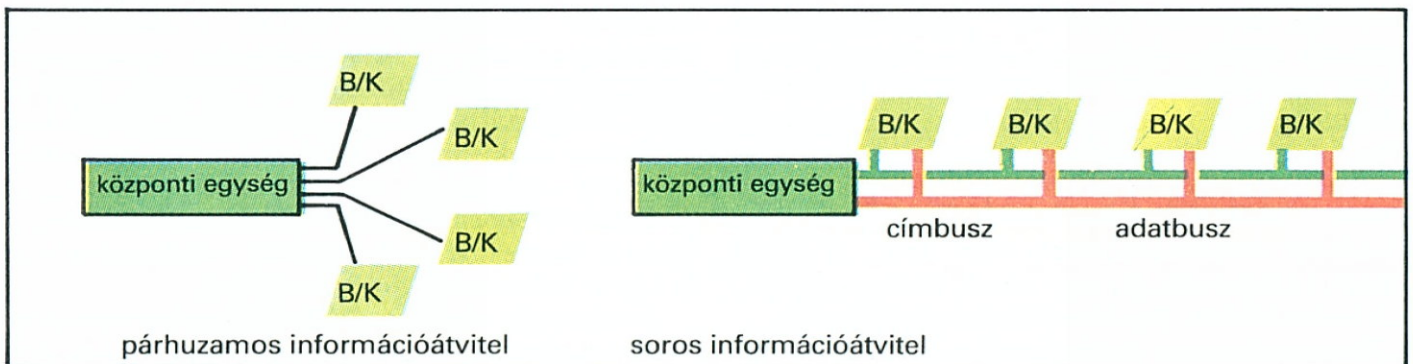 B/K
B/K
központi egység
B/K
B/K
párhuzamos információátvitel
B/K
B/K
B/K
B/K
központi egység
címbusz
adatbusz
soros információátvitel